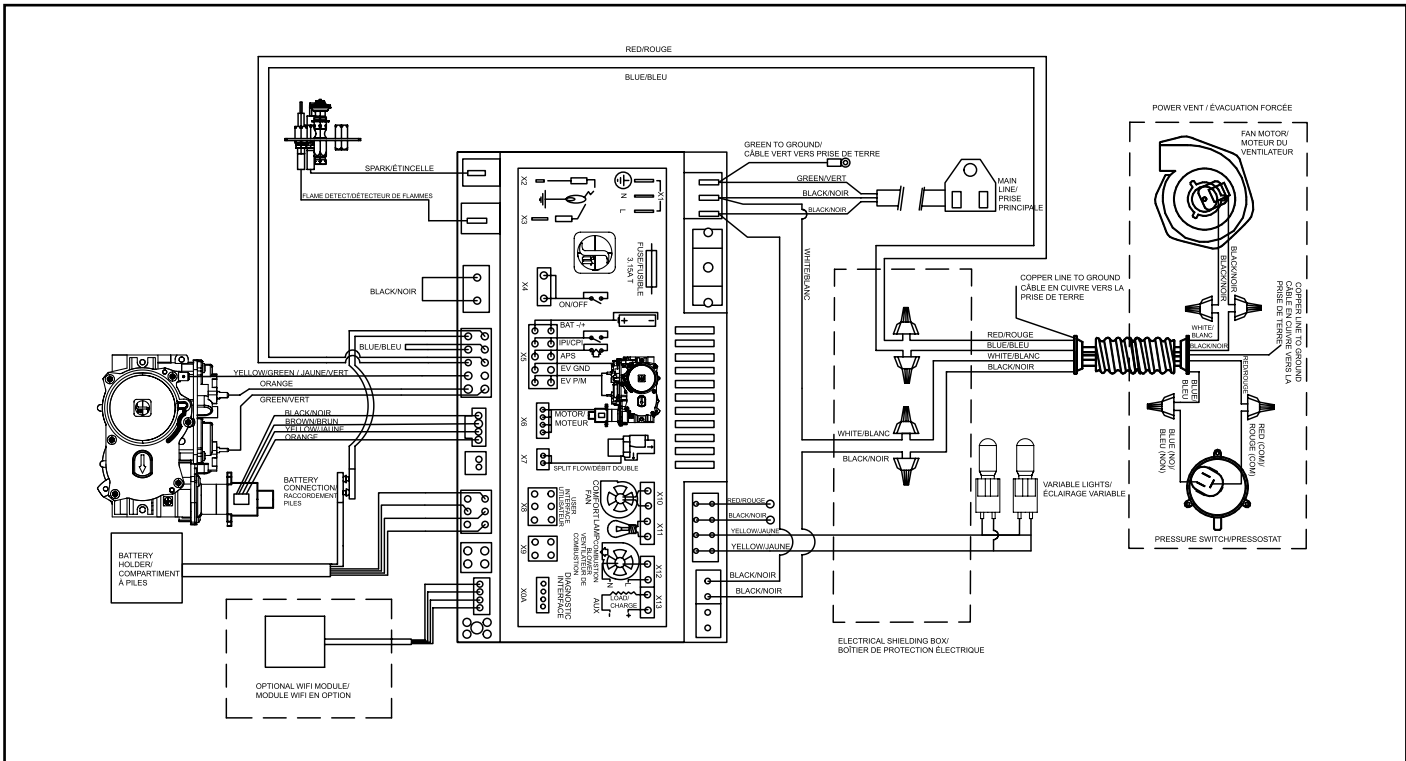 RED/ROUGE
BLUE/BLEU
POWER VENT / ÉVACUATION FORCÉE
FAN MOTOR/
MOTEUR DU
VENTILATEUR
GREEN TO GROUND/
CÂBLE VERT VERS PRISE DE TERRE
SPARK/ÉTINCELLE
FLAME DETECT/DÉTECTEUR DE FLAMMES
GREEN/VERT
BLACK/NOIR
BLACK/NOIR
MAIN
LINE/
PRISE
PRINCIPALE
X2
X3
X1
N
L
FUSE/FUSIBLE
3.15A T
WHITE/BLANC
BLACK/NOIR
X4
ON/OFF
COPPER LINE TO GROUND
CÂBLE EN CUIVRE VERS LA
PRISE DE TERRE
BLACK/NOIR
BLACK/NOIR
COPPER LINE TO GROUND
CÂBLE EN CUIVRE VERS LA
PRISE DE TERRE
BAT -/+
+ -
IPI/CPI
X5
APS
EV GND
EV P/M
BLUE/BLEU
YELLOW/GREEN / JAUNE/VERT
ORANGE
GREEN/VERT
RED/ROUGE
BLUE/BLEU
WHITE/BLANC
BLACK/NOIR
WHITE/
BLANC
BLACK/NOIR
RED/ROUGE
BLUE/
BLEU
BLACK/NOIR
BROWN/BRUN
YELLOW/JAUNE
ORANGE
X6
MOTOR/
MOTEUR
X7
SPLIT FLOW/DÉBIT DOUBLE
WHITE/BLANC
BLACK/NOIR
BLUE (NO)/
BLEU (NON)
RED (COM)/
ROUGE (COM)
BATTERY
CONNECTION/
RACCORDEMENT
PILES
X8
USER
INTERFACE
UTILISATEUR
COMFORT
FAN
LAMP
X10
X11
RED/ROUGE
BLACK/NOIR
YELLOW/JAUNE
YELLOW/JAUNE
VARIABLE LIGHTS/
ÉCLAIRAGE VARIABLE
PRESSURE SWITCH/PRESSOSTAT
BATTERY
HOLDER/
COMPARTIMENT
À PILES
X9
COMBUSTION
BLOWER
VENTILATEUR DE
COMBUSTION
X12
N
L
X0A
DIAGNOSTIC
INTERFACE
AUX
LOAD/
CHARGE
- +
X13
BLACK/NOIR
BLACK/NOIR
ELECTRICAL SHIELDING BOX/
BOÎTIER DE PROTECTION ÉLECTRIQUE
OPTIONAL WIFI MODULE/
MODULE WIFI EN OPTION